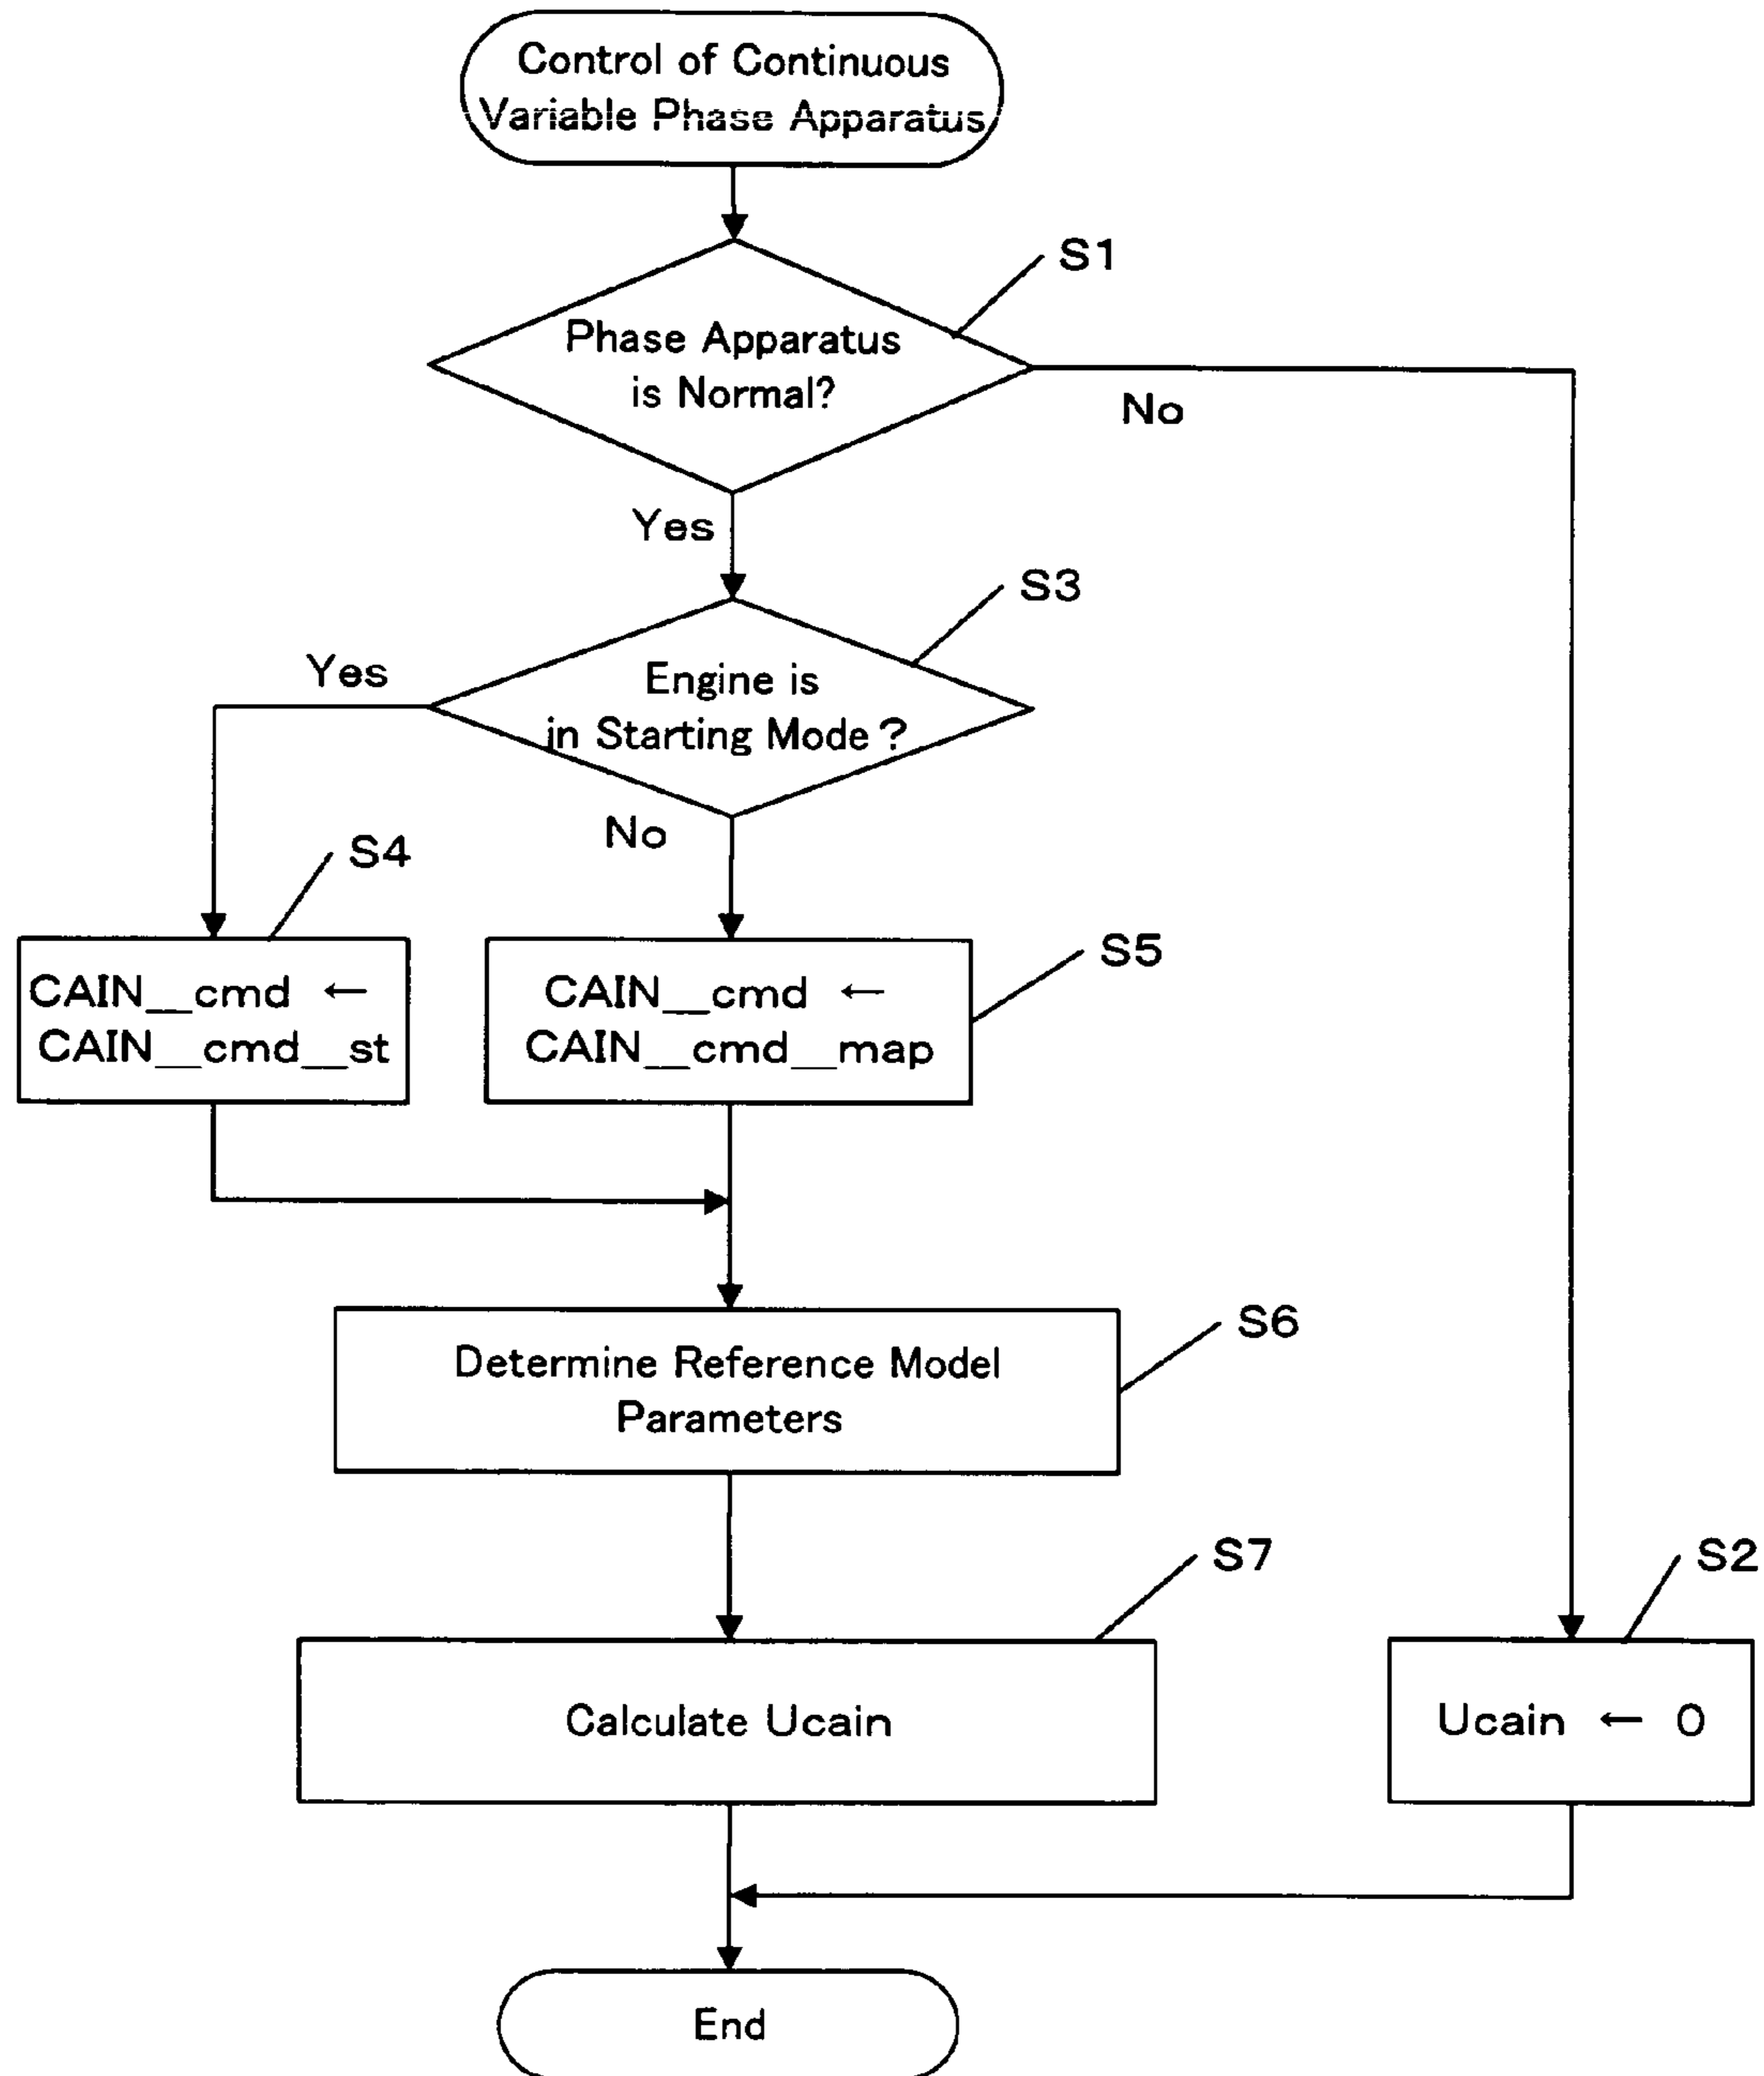 Control of Continuous
Variable Phase Apparatus
S1
Phase Apparatus
is Normal?
No
Yes
S3
Yes
Engine is
in Starting Mode ?
No
S4
CAIN__cmd ←
CAIN__cmd__st
S5
CAIN__cmd ←
CAIN__cmd__map
S6
Determine Reference Model
Parameters
S7
Calculate Ucain
S2
Ucain ← 0
End